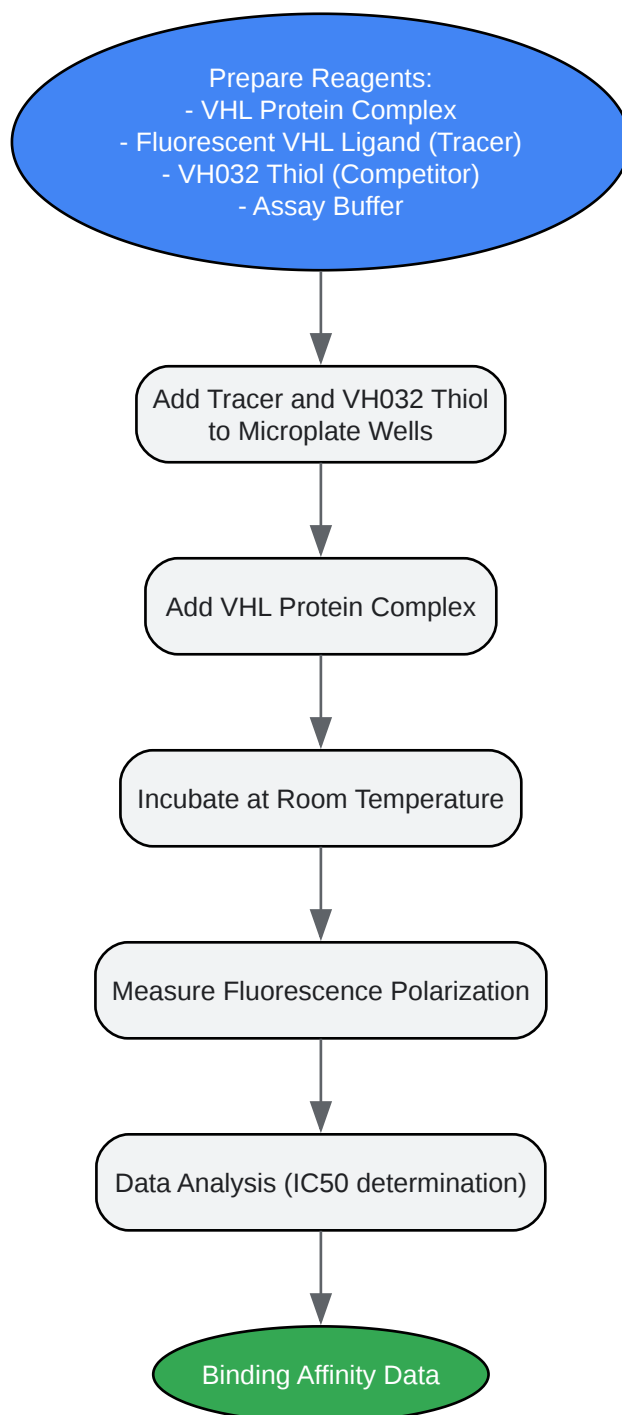 Prepare Reagents:
- VHL Protein Complex
- Fluorescent VHL Ligand (Tracer)
- VH032 Thiol (Competitor)
- Assay Buffer
Add Tracer and VH032 Thiol
to Microplate Wells
Add VHL Protein Complex
Incubate at Room Temperature
Measure Fluorescence Polarization
Data Analysis (IC50 determination)
Binding Affinity Data